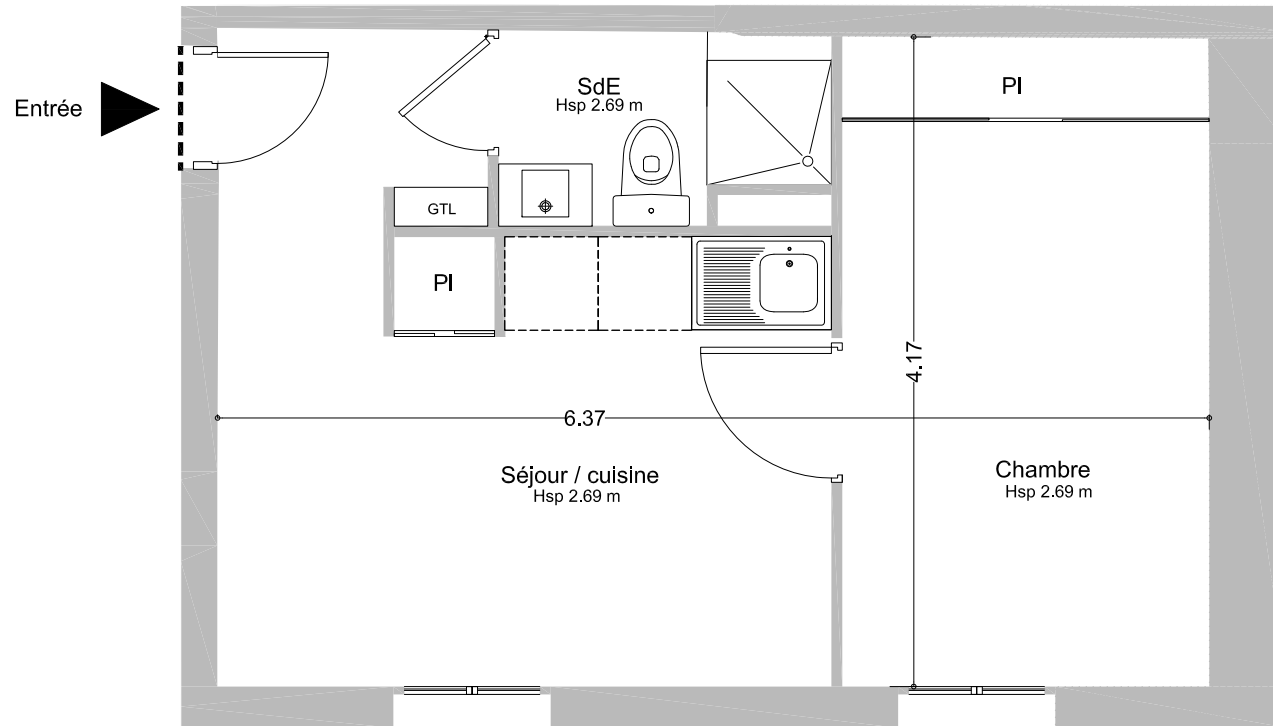 Entrée
SdE
Hsp 2.69 m
PI
GTL
PI
4.17
6.37
Séjour / cuisine
Hsp 2.69 m
Chambre
Hsp 2.69 m